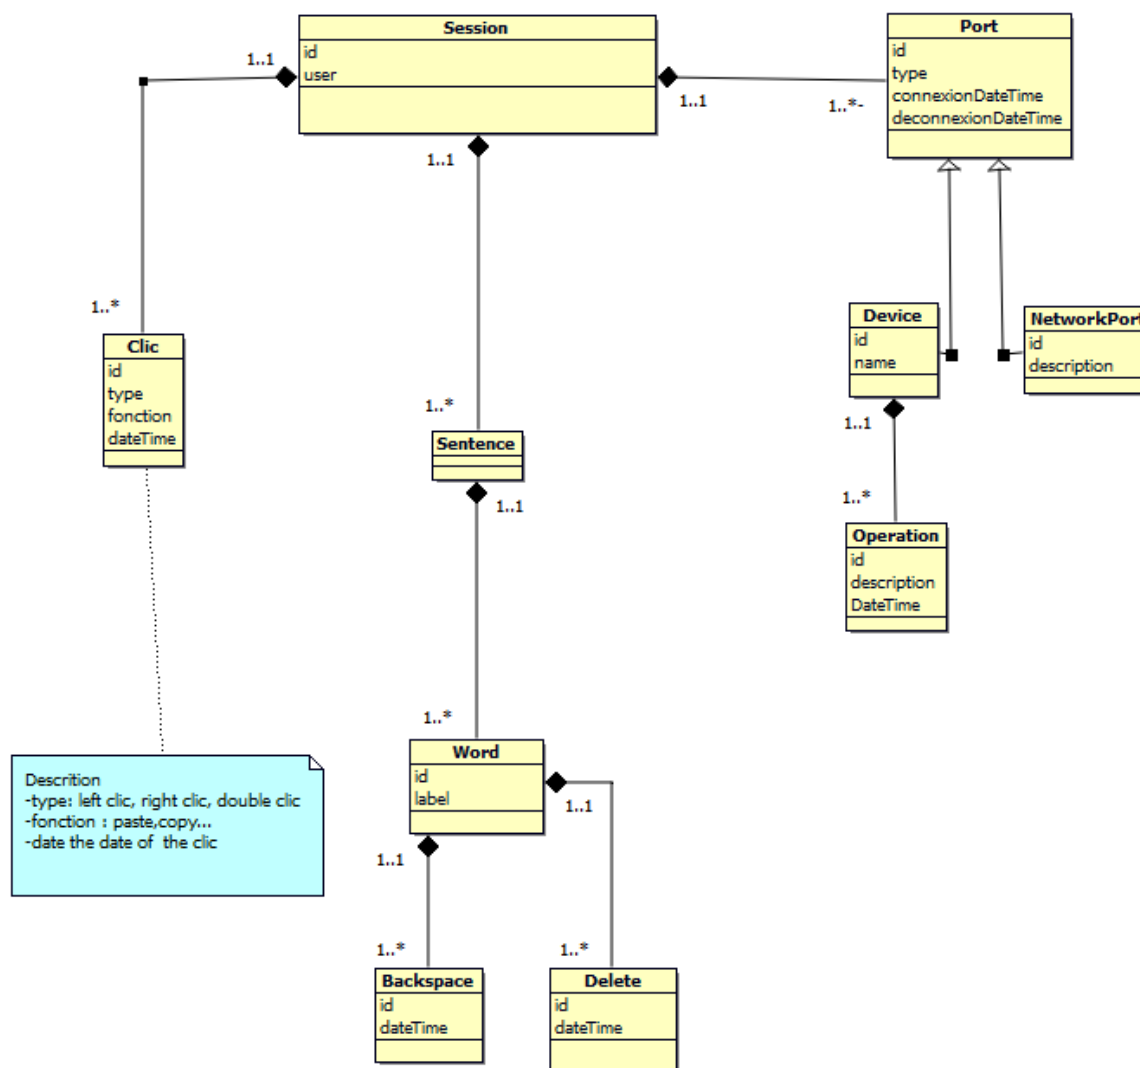 Session
id
user
1..1
1..1
1..1
Port
id
type
connexionDateTime
deconnexionDateTime
1..*-
1..*
Clic
id
type
fonction
dateTime
1..*
Sentence
1..1
Device
id
name
1..1
NetworkPort
id
description
1..*
Operation
id
description
DateTime
Descrition
-type: left clic, right clic, double clic
-fonction : paste,copy...
-date the date of  the clic
1..*
Word
id
label
1..1
1..1
1..*
1..*
Backspace
id
dateTime
Delete
id
dateTime